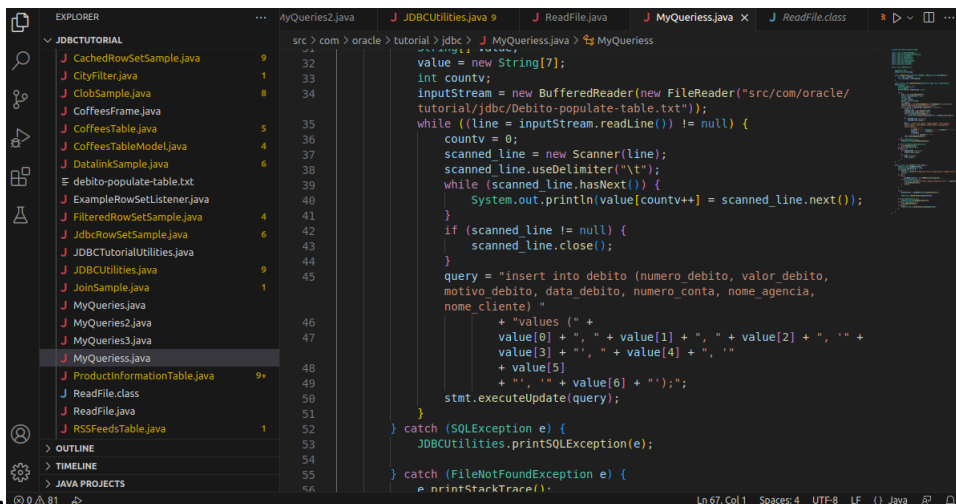 EXPLORER
JDBCTUTORIAL
CachedRowSetSample.java 9
CityFilter.java 1
ClobSample.java 8
CoffeesFrame.java
CoffeesTable.java 5
CoffeesTableModel.java 4
DatalinkSample.java 6
debito-populate-table.txt
ExampleRowSetListener.java
FilteredRowSetSample.java 4
JdbcRowSetSample.java 6
JDBCTutorialUtilities.java
JDBCUtilities.java 9
JoinSample.java 1
MyQueries.java
MyQueries2.java
MyQueries3.java
MyQueriess.java
ProductInformationTable.java 9+
ReadFile.class
ReadFile.java
RSSFeedsTable.java 1
OUTLINE
TIMELINE
JAVA PROJECTS
MyQueries2.java JDBCUtilities.java 9 ReadFile.java MyQueriess.java ReadFile.class
src > com > oracle > tutorial > jdbc > MyQueriess.java > MyQueriess
31 String[] value;
32 value = new String[7];
33 int countv;
34 inputStream = new BufferedReader(new FileReader("src/com/oracle/
tutorial/jdbc/Debito-populate-table.txt"));
35 while ((line = inputStream.readLine()) != null) {
36 countv = 0;
37 scanned_line = new Scanner(line);
38 scanned_line.useDelimiter("\t");
39 while (scanned_line.hasNext()) {
40 System.out.println(value[countv++] = scanned_line.next());
41 }
42 if (scanned_line != null) {
43 scanned_line.close();
44 }
45 query = "insert into debito (numero_debito, valor_debito,
motivo_debito, data_debito, numero_conta, nome_agencia,
nome_cliente) "
46 + "values (" +
47 value[0] + ", " + value[1] + ", " + value[2] + ", '" +
value[3] + "', " + value[4] + ", '"
48 + value[5]
49 + "', '" + value[6] + "');";
50 stmt.executeUpdate(query);
51 }
52 } catch (SQLException e) {
53 JDBCUtilities.printSQLException(e);
54
55 } catch (FileNotFoundException e) {
56 e.printStackTrace();
0 81 Ln 67, Col 1 Spaces: 4 UTF-8 LF {} Java